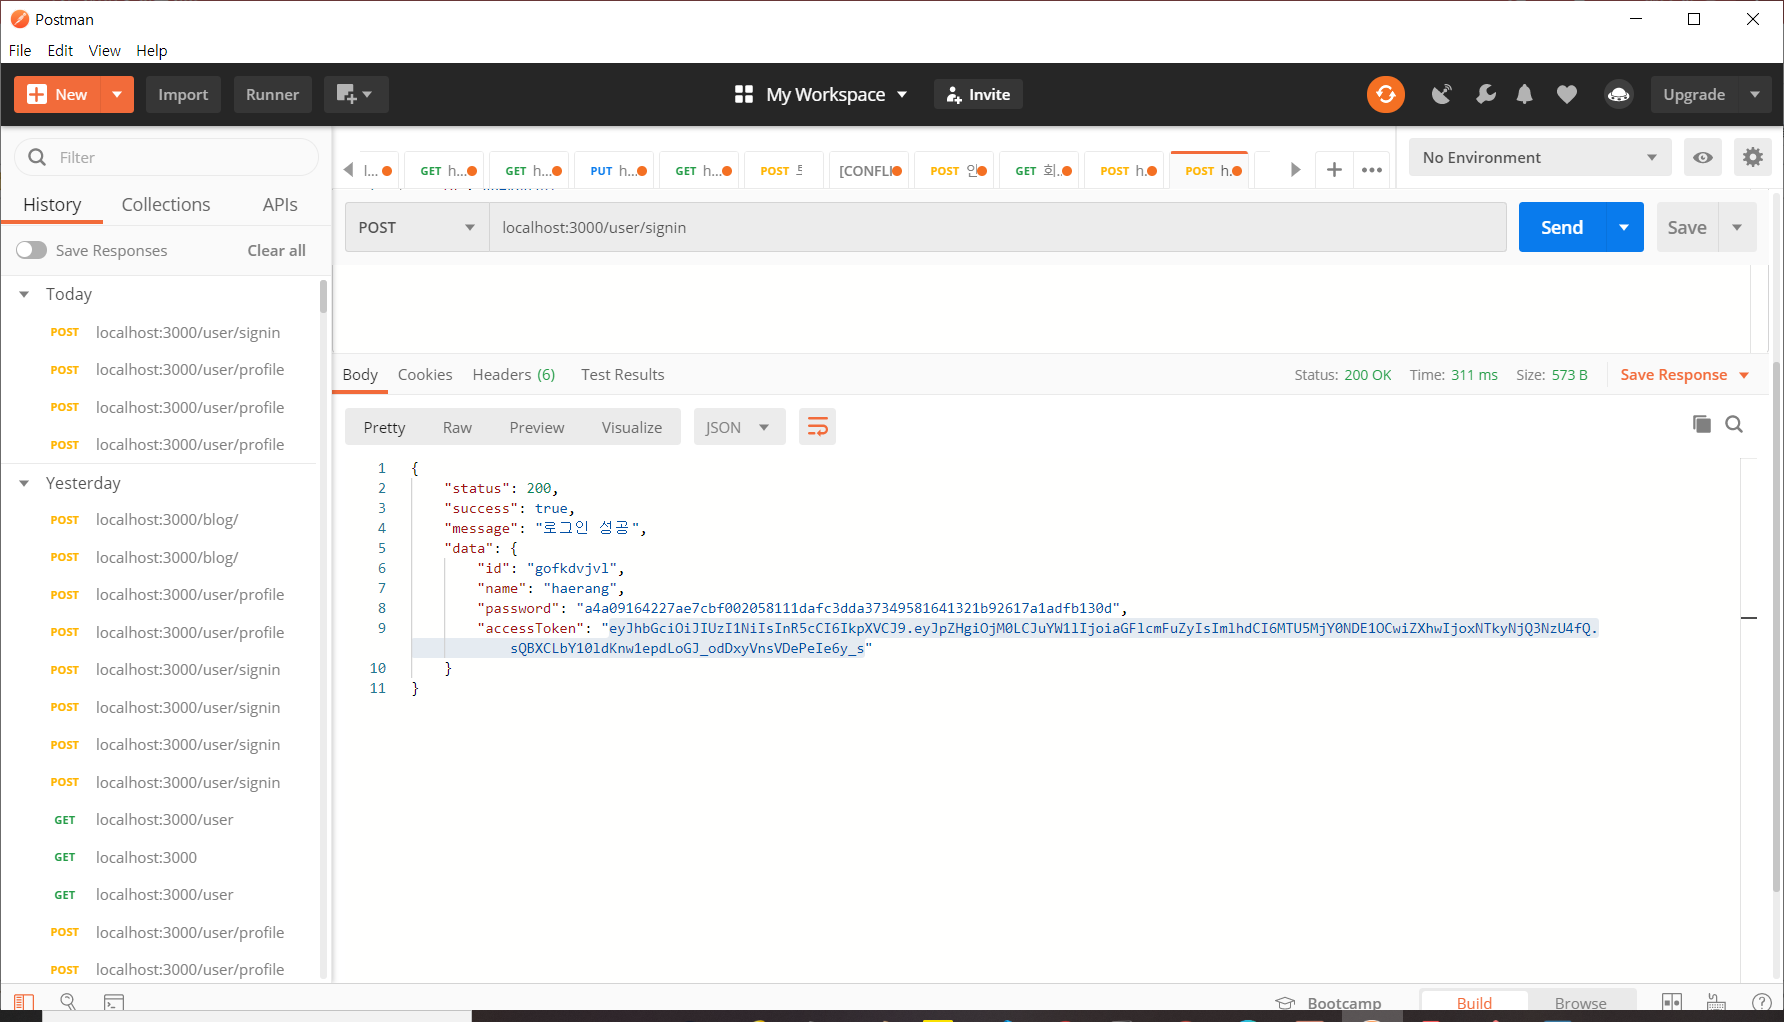 Postman
File Edit View Help
New Import Runner My Workspace Invite Upgrade
Filter
History Collections APIs
Save Responses Clear all
Today
POST localhost:3000/user/signin
POST localhost:3000/user/profile
POST localhost:3000/user/profile
POST localhost:3000/user/profile
Yesterday
POST localhost:3000/blog/
POST localhost:3000/blog/
POST localhost:3000/user/profile
POST localhost:3000/user/profile
POST localhost:3000/user/signin
POST localhost:3000/user/signin
POST localhost:3000/user/signin
POST localhost:3000/user/signin
GET localhost:3000/user
GET localhost:3000
GET localhost:3000/user
POST localhost:3000/user/profile
POST localhost:3000/user/profile
l... GET h... GET h... PUT h... GET h... POST [CONFLI POST 인 GET 회... POST h. POST h.
No Environment
POST localhost:3000/user/signin Send Save
Body Cookies Headers (6) Test Results Status: 200 OK Time: 311 ms Size: 573 B Save Response
Pretty Raw Preview Visualize JSON
1 {
2 "status": 200,
3 "success": true,
4 "message": "로그인 성공",
5 "data": {
6 "id": "gofkdvjvl",
7 "name": "haerang",
8 "password": "a4a09164227ae7cbf002058111dafc3dda37349581641321b92617a1adfb130d",
9 "accessToken": "eyJhbGciOiJIUzI1NiIsInR5cCI6IkpXVCJ9.eyJpZHgiOjM0LCJuYW1lIjoiaGFlcmFuZyIsImlhdCI6MTU5MjY0NDE1OCwiZXhwIjoxNTkyNjQ3NzU4fQ.
sQBXCLbY10ldKnw1epdLoGJ_odDxyVnsVDePeIe6y_s"
10 }
11 }
Bootcamp Build Browse